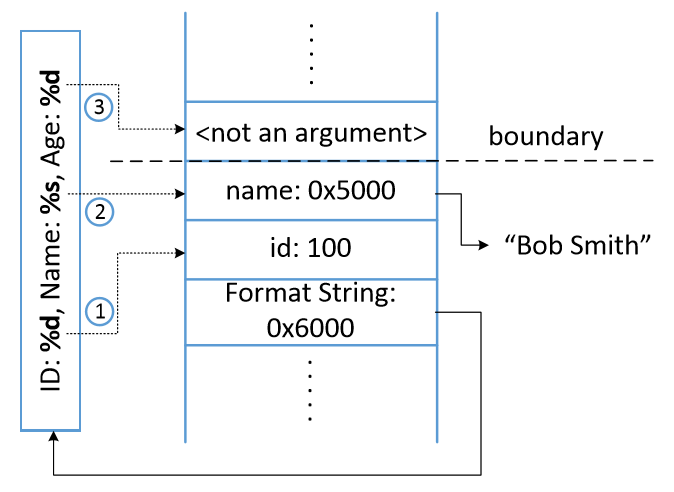 ID: %d, Name: %s, Age: %d
3
2
1
<not an argument>
boundary
name: 0x5000
id: 100
“Bob Smith”
Format String:
0x6000